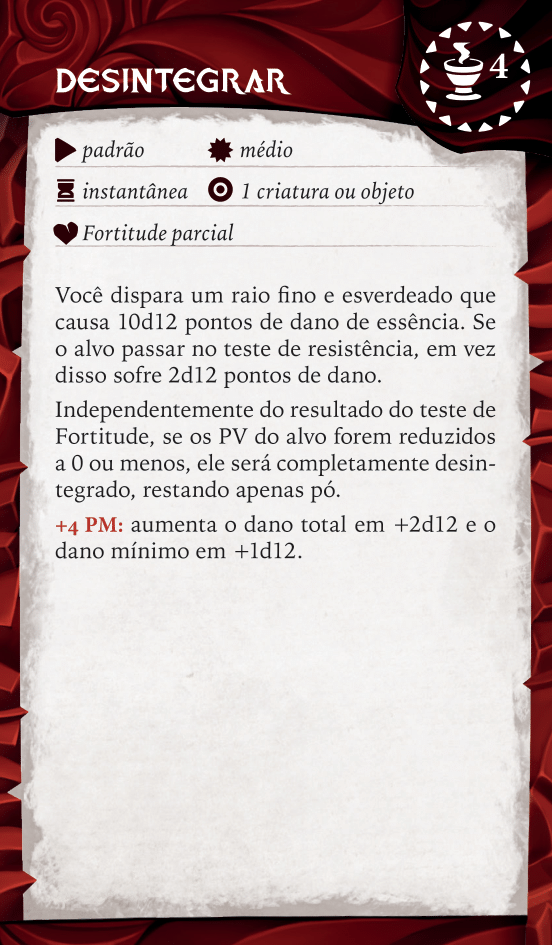 DESINTEGRAR
4
padrão
médio
instantânea
1 criatura ou objeto
Fortitude parcial
Você dispara um raio fino e esverdeado que
causa 10d12 pontos de dano de essência. Se
o alvo passar no teste de resistência, em vez
disso sofre 2d12 pontos de dano.
Independentemente do resultado do teste de
Fortitude, se os PV do alvo forem reduzidos
a 0 ou menos, ele será completamente desin-
tegrado, restando apenas pó.
+4 PM: aumenta o dano total em +2d12 e o
dano mínimo em +1d12.